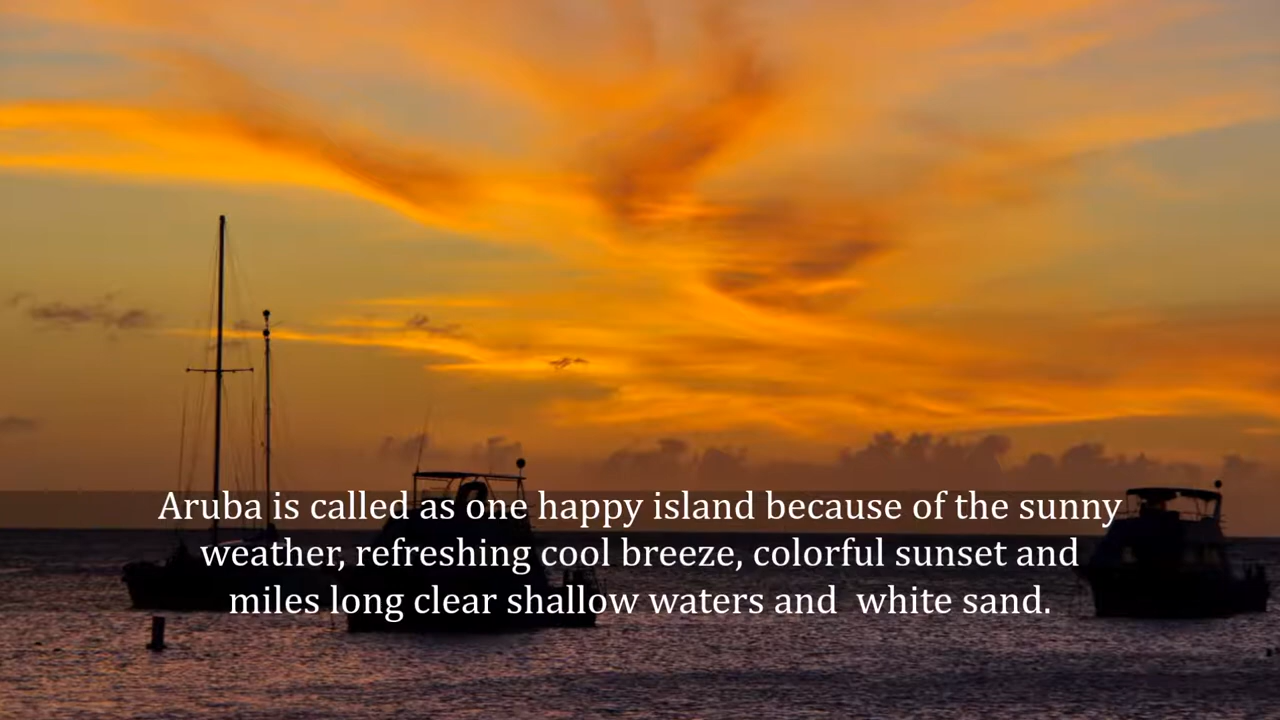 Aruba is called as one happy island because of the sunny
weather, refreshing cool breeze, colorful sunset and
miles long clear shallow waters and  white sand.